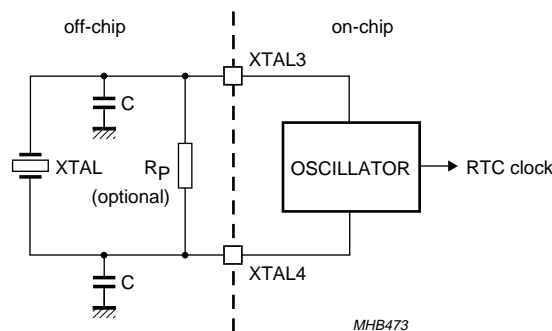 off-chip
on-chip
XTAL3
C
XTAL
RP
(optional)
OSCILLATOR
RTC clock
XTAL4
C
MHB473